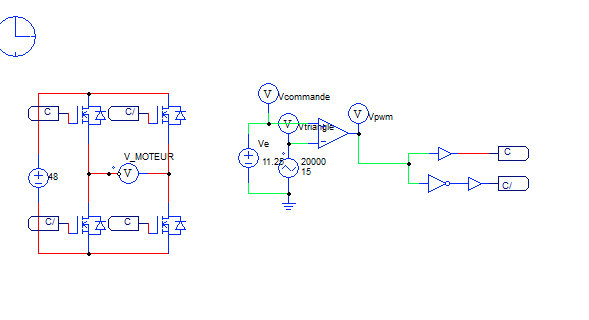 V Vcommande
V Vtriangle
V Vpwm
C C/
V_MOTEUR
V
48
C/ C
Ve
11.25
20000
15
C
C/